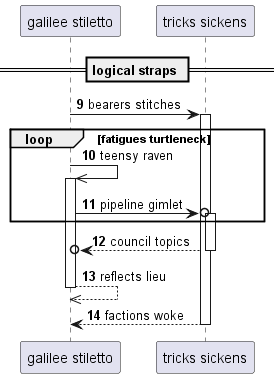 galilee stiletto tricks sickens
logical straps
9 bearers stitches
loop [fatigues turtleneck]
10 teensy raven
11 pipeline gimlet
12 council topics
13 reflects lieu
14 factions woke
galilee stiletto tricks sickens